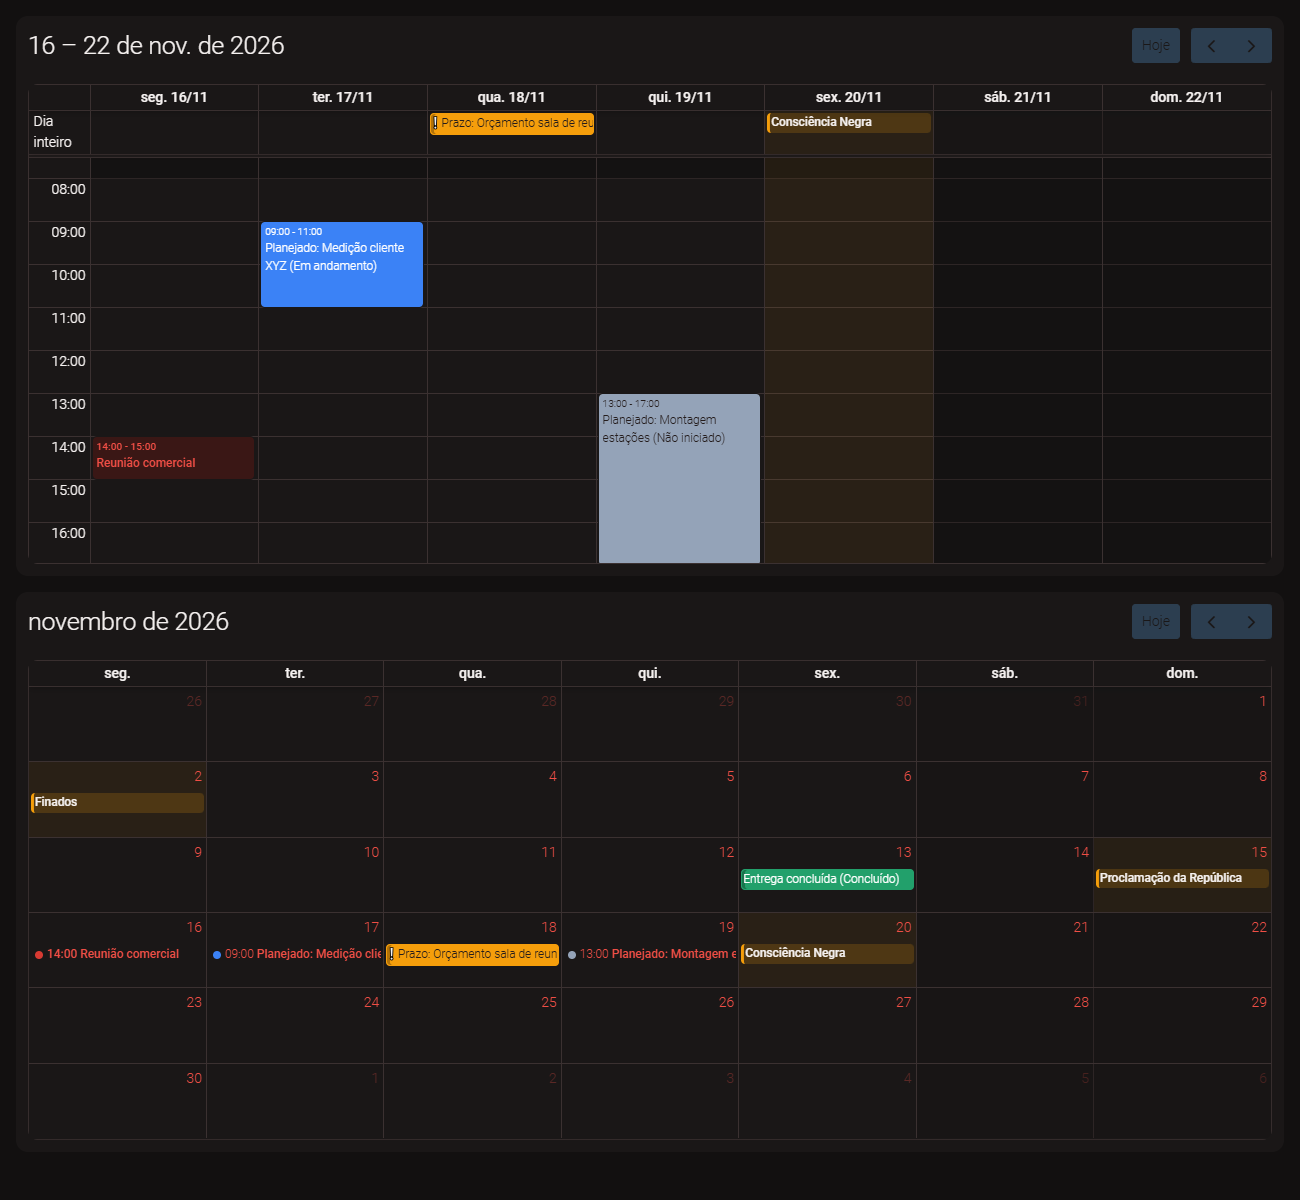 16 – 22 de nov. de 2026
Hoje
seg. 16/11
ter. 17/11
qua. 18/11
qui. 19/11
sex. 20/11
sáb. 21/11
dom. 22/11
Dia
inteiro
Prazo: Orçamento sala de reu
Consciência Negra
08:00
09:00
09:00 - 11:00
Planejado: Medição cliente
XYZ (Em andamento)
10:00
11:00
12:00
13:00
13:00 - 17:00
Planejado: Montagem
estações (Não iniciado)
14:00
14:00 - 15:00
Reunião comercial
15:00
16:00
novembro de 2026
Hoje
seg.
ter.
qua.
qui.
sex.
sáb.
dom.
26
27
28
29
30
31
1
2
3
4
5
6
7
8
Finados
9
10
11
12
13
14
15
Entrega concluída (Concluído)
Proclamação da República
16
17
18
19
20
21
22
14:00 Reunião comercial
09:00 Planejado: Medição clie
Prazo: Orçamento sala de reun
13:00 Planejado: Montagem e
Consciência Negra
23
24
25
26
27
28
29
30
1
2
3
4
5
6